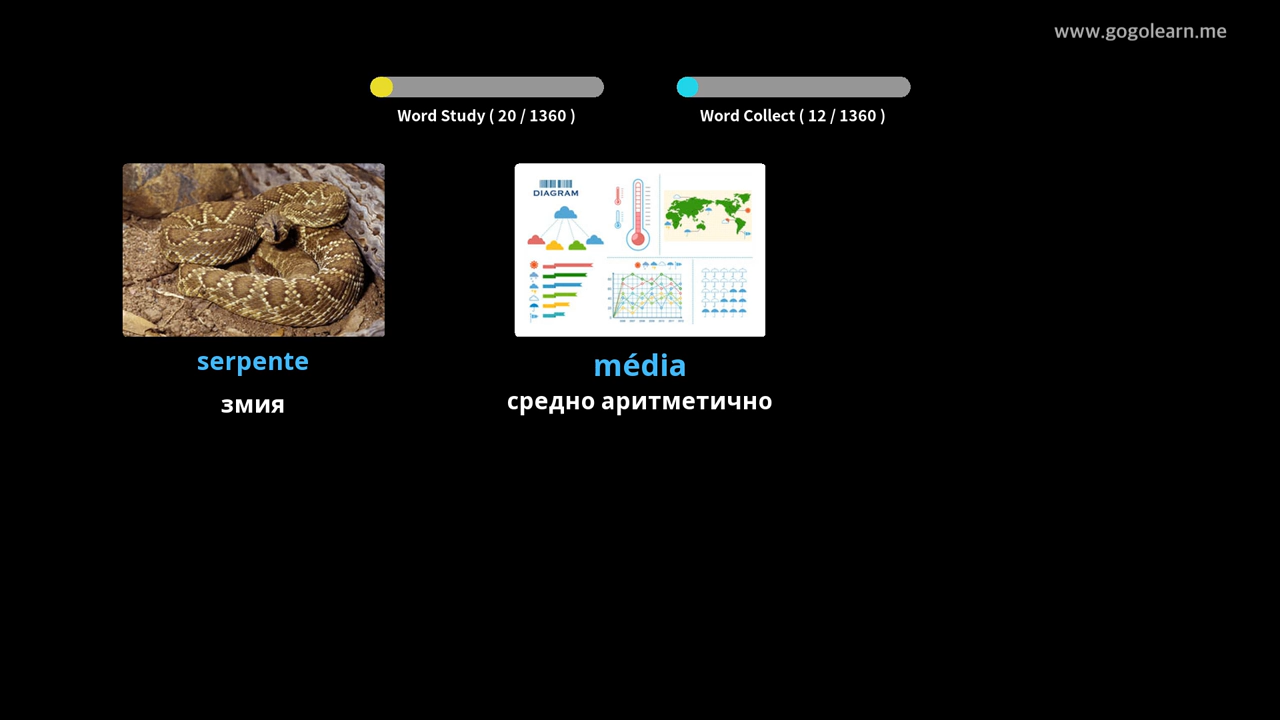 www.gogolearn.me
Word Study ( 20 / 1360 )
Word Collect ( 12 / 1360 )
DIAGRAM
serpente
змия
média
средно аритметично